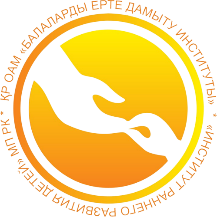 ҚР ОАМ «БАЛАЛАРДЫ ЕРТЕ ДАМЫТУ ИНСТИТУТЫ» *
«ИНСТИТУТ РАННЕГО РАЗВИТИЯ ДЕТЕЙ» МП РК *